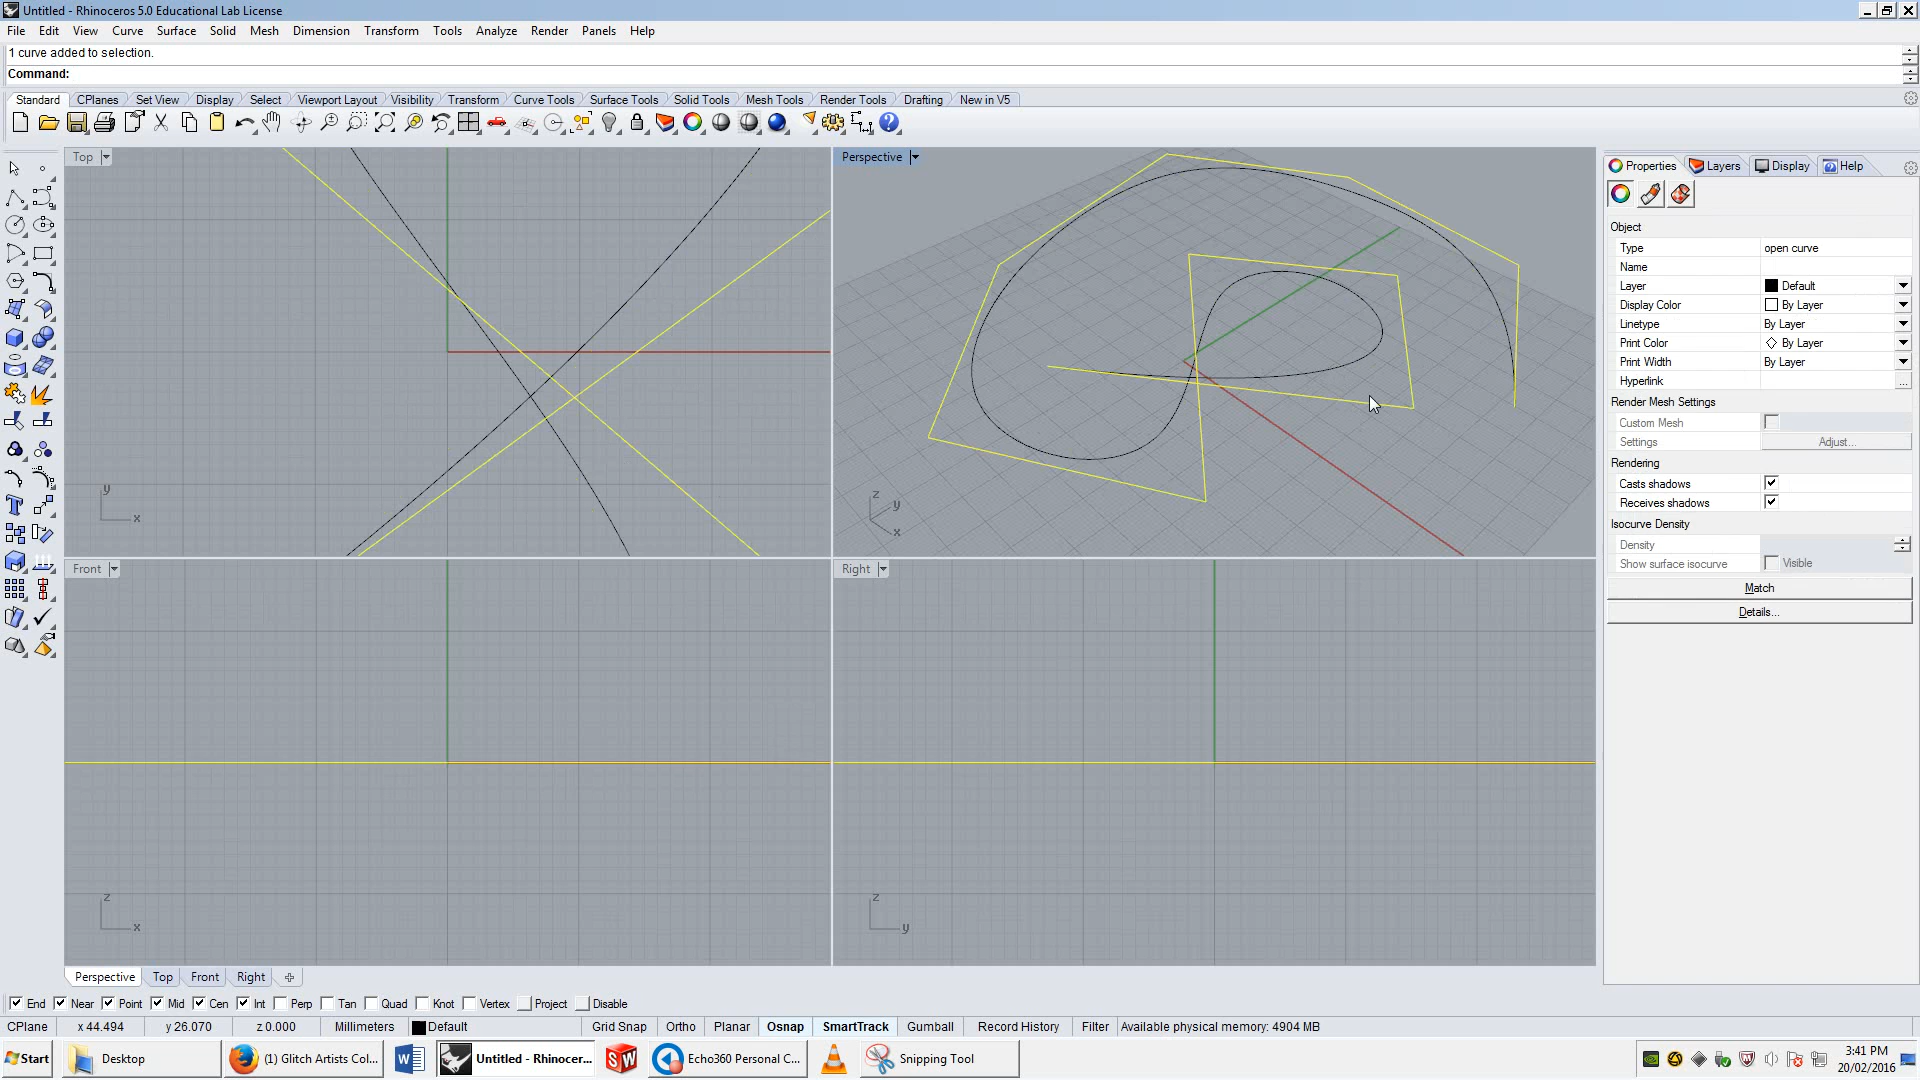 Untitled - Rhinoceros 5.0 Educational Lab License
File Edit View Curve Surface Solid Mesh Dimension Transform Tools Analyze Render Panels Help
1 curve added to selection.
Command:
Standard CPlanes Set View Display Select Viewport Layout Visibility Transform Curve Tools Surface Tools Solid Tools Mesh Tools Render Tools Drafting New in V5
Top Perspective
Properties Layers Display Help
Object
Type open curve
Name
Layer Default
Display Color By Layer
Linetype By Layer
Print Color By Layer
Print Width By Layer
Hyperlink ...
Render Mesh Settings
Custom Mesh
Settings Adjust...
Rendering
Casts shadows
Receives shadows
Isocurve Density
Density
Show surface isocurve Visible
Match
Details...
y x
z y x
Front Right
z x
z y
Perspective Top Front Right
End Near Point Mid Cen Int Perp Tan Quad Knot Vertex Project Disable
CPlane x 44.494 y 26.070 z 0.000 Millimeters Default Grid Snap Ortho Planar Osnap SmartTrack Gumball Record History Filter Available physical memory: 4904 MB
Start Desktop (1) Glitch Artists Col... Untitled - Rhinocer... Echo360 Personal C... Snipping Tool 3:41 PM
20/02/2016